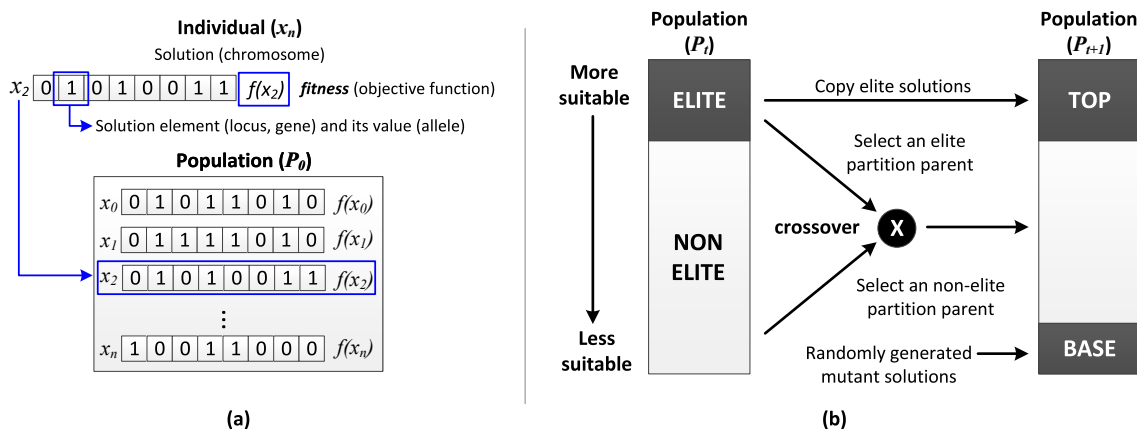 Individual (xn)
Solution (chromosome)
x2 0 1 0 1 0 0 1 1 f(x2) fitness (objective function)
Solution element (locus, gene) and its value (allele)
Population (P0)
x0 0 1 0 1 1 0 1 0 f(x0)
x1 0 1 1 1 1 0 1 0 f(x1)
x2 0 1 0 1 0 0 1 1 f(x2)
⋮
xn 1 0 0 1 1 0 0 0 f(xn)
(a)
Population
(Pt)
More
suitable
ELITE
NON
ELITE
Less
suitable
Copy elite solutions
Select an elite
partition parent
crossover
X
Select an non-elite
partition parent
Randomly generated
mutant solutions
Population
(Pt+1)
TOP
BASE
(b)